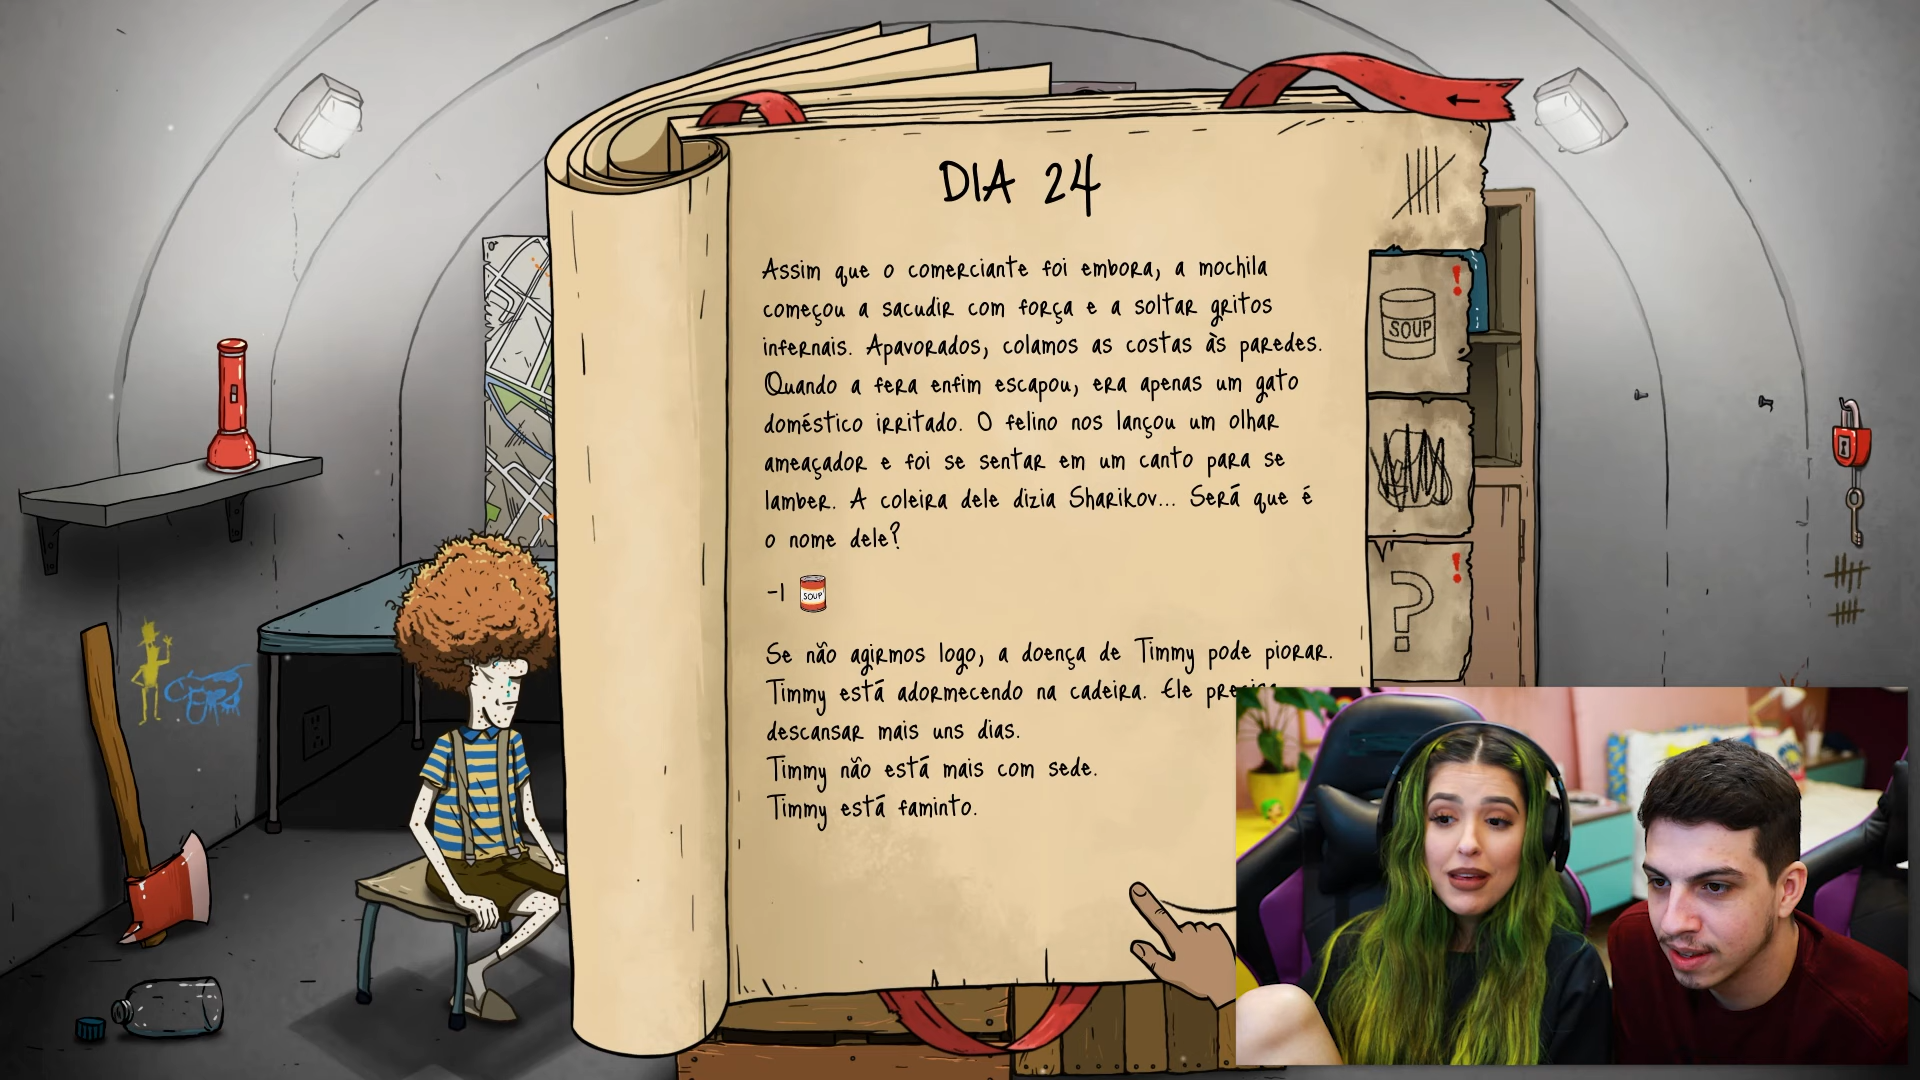 DIA 24
Assim que o comerciante foi embora, a mochila
começou a sacudir com força e a soltar gritos
infernais. Apavorados, colamos as costas às paredes.
Quando a fera enfim escapou, era apenas um gato
doméstico irritado. O felino nos lançou um olhar
ameaçador e foi se sentar em um canto para se
lamber. A coleira dele dizia Sharikov... Será que é
o nome dele?
-1 SOUP
Se não agirmos logo, a doença de Timmy pode piorar.
Timmy está adormecendo na cadeira. Ele
descansar mais uns dias.
Timmy não está mais com sede.
Timmy está faminto.
SOUP
!
?
!